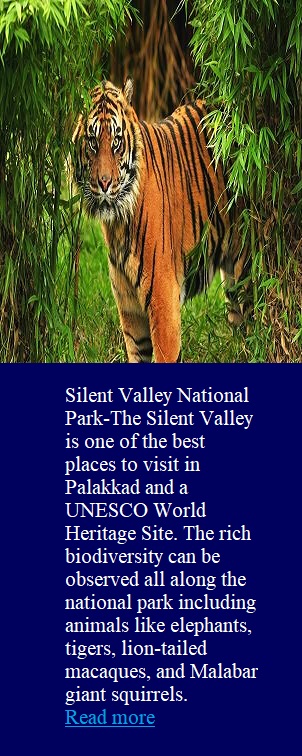 Silent Valley National
Park-The Silent Valley
is one of the best
places to visit in
Palakkad and a
UNESCO World
Heritage Site. The rich
biodiversity can be
observed all along the
national park including
animals like elephants,
tigers, lion-tailed
macaques, and Malabar
giant squirrels.
Read more